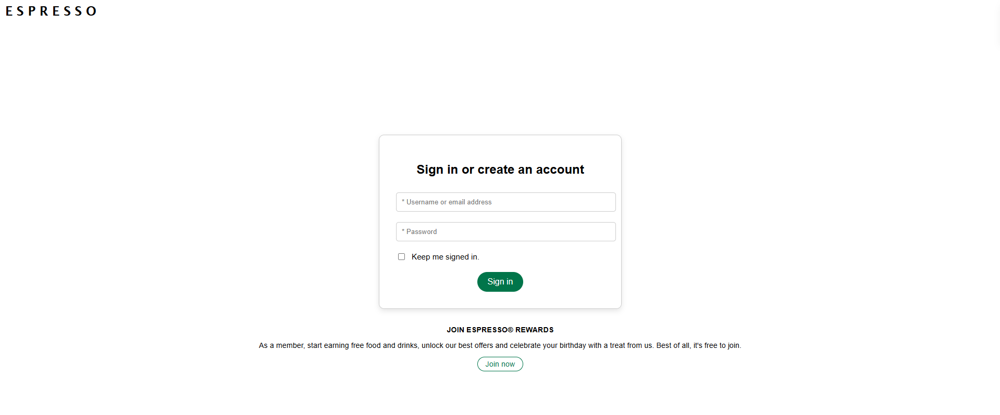 ESPRESSO
Sign in or create an account
* Username or email address
* Password
Keep me signed in.
Sign in
JOIN ESPRESSO® REWARDS
As a member, start earning free food and drinks, unlock our best offers and celebrate your birthday with a treat from us. Best of all, it's free to join.
Join now